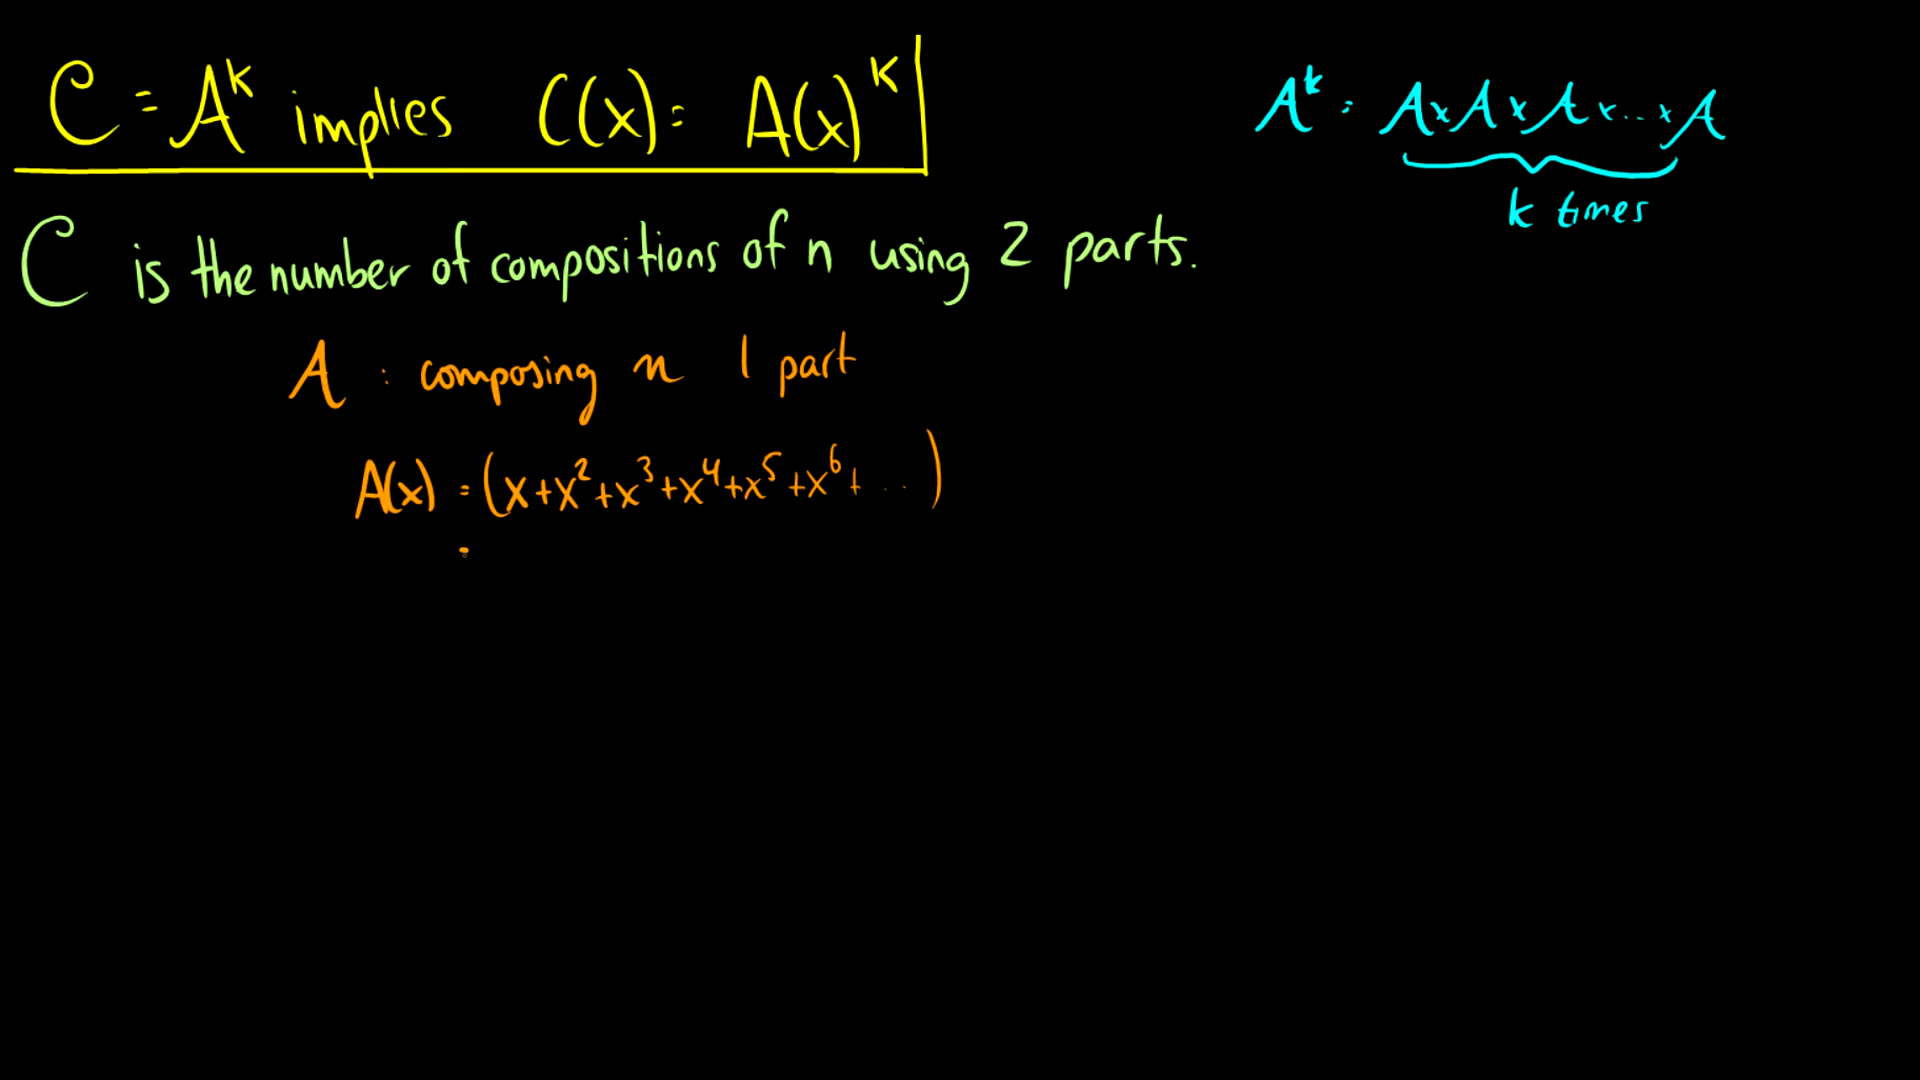 C = A^k implies C(x) = A(x)^k
A^k = A × A × A × ... × A
k times
C is the number of compositions of n using 2 parts.
A : composing n 1 part
A(x) = (x + x^2 + x^3 + x^4 + x^5 + x^6 + ...)